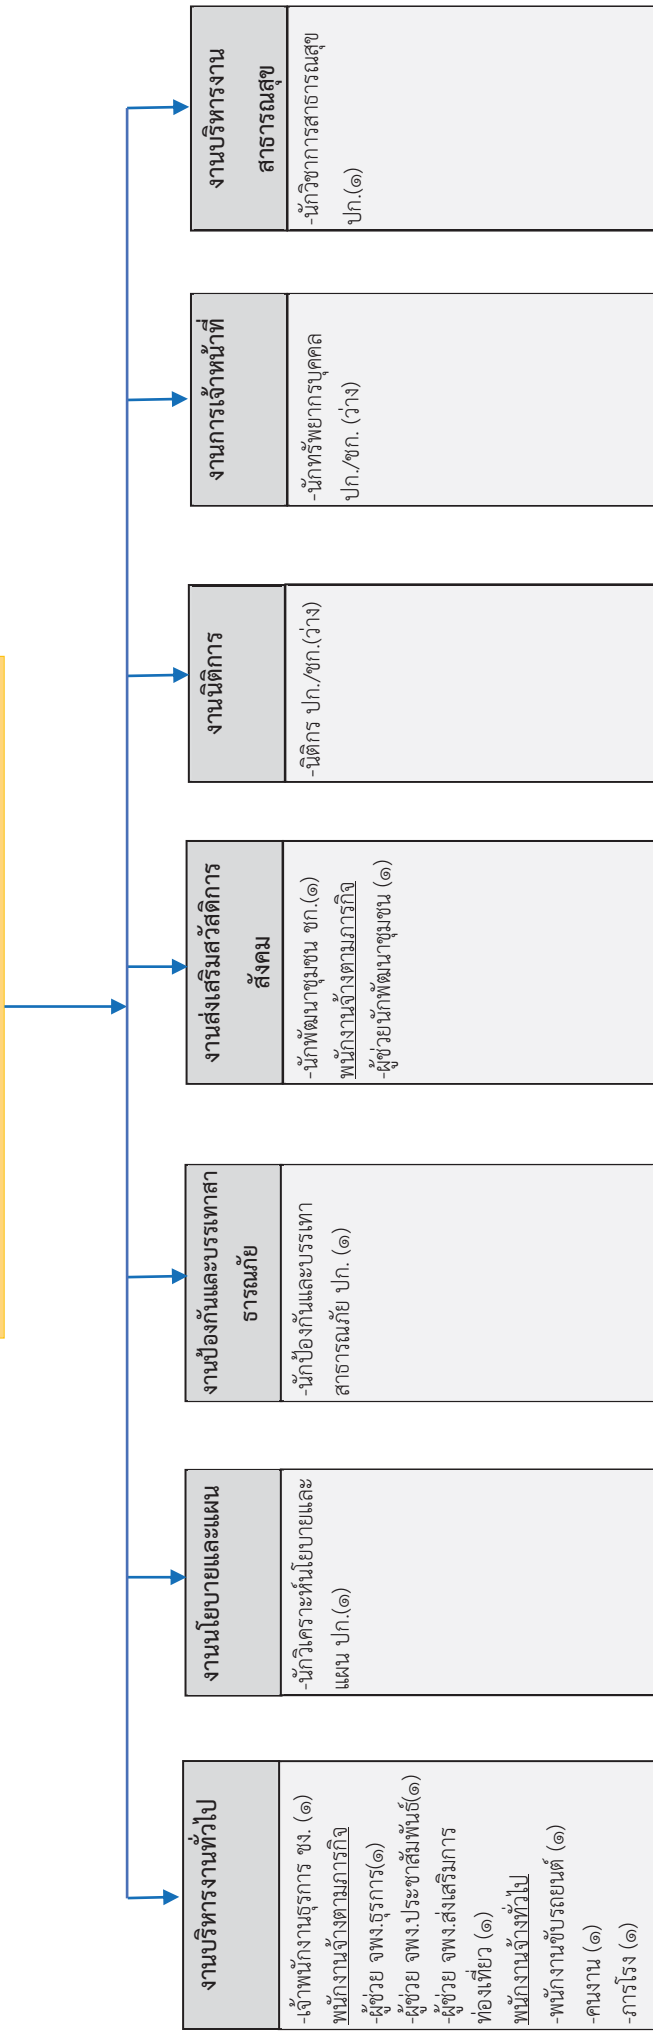 งานบริหารงานทั่วไป
-เจ้าพนักงานธุรการ ชง. (๑)
พนักงานจ้างตามภารกิจ
-ผู้ช่วย จพง.ธุรการ(๑)
-ผู้ช่วย จพง.ประชาสัมพันธ์(๑)
-ผู้ช่วย จพง.ส่งเสริมการ
ท่องเที่ยว (๑)
พนักงานจ้างทั่วไป
-พนักงานขับรถยนต์ (๑)
-คนงาน (๑)
-ภารโรง (๑)
งานนโยบายและแผน
-นักวิเคราะห์นโยบายและ
แผน ปก.(๑)
งานป้องกันและบรรเทาสา
ธารณภัย
-นักป้องกันและบรรเทา
สาธารณภัย ปก. (๑)
งานส่งเสริมสวัสดิการ
สังคม
-นักพัฒนาชุมชน ชก.(๑)
พนักงานจ้างตามภารกิจ
-ผู้ช่วยนักพัฒนาชุมชน (๑)
งานนิติการ
-นิติกร ปก./ชก.(ว่าง)
งานการเจ้าหน้าที่
-นักทรัพยากรบุคคล
ปก./ชก. (ว่าง)
งานบริหารงาน
สาธารณสุข
-นักวิชาการสาธารณสุข
ปก.(๑)